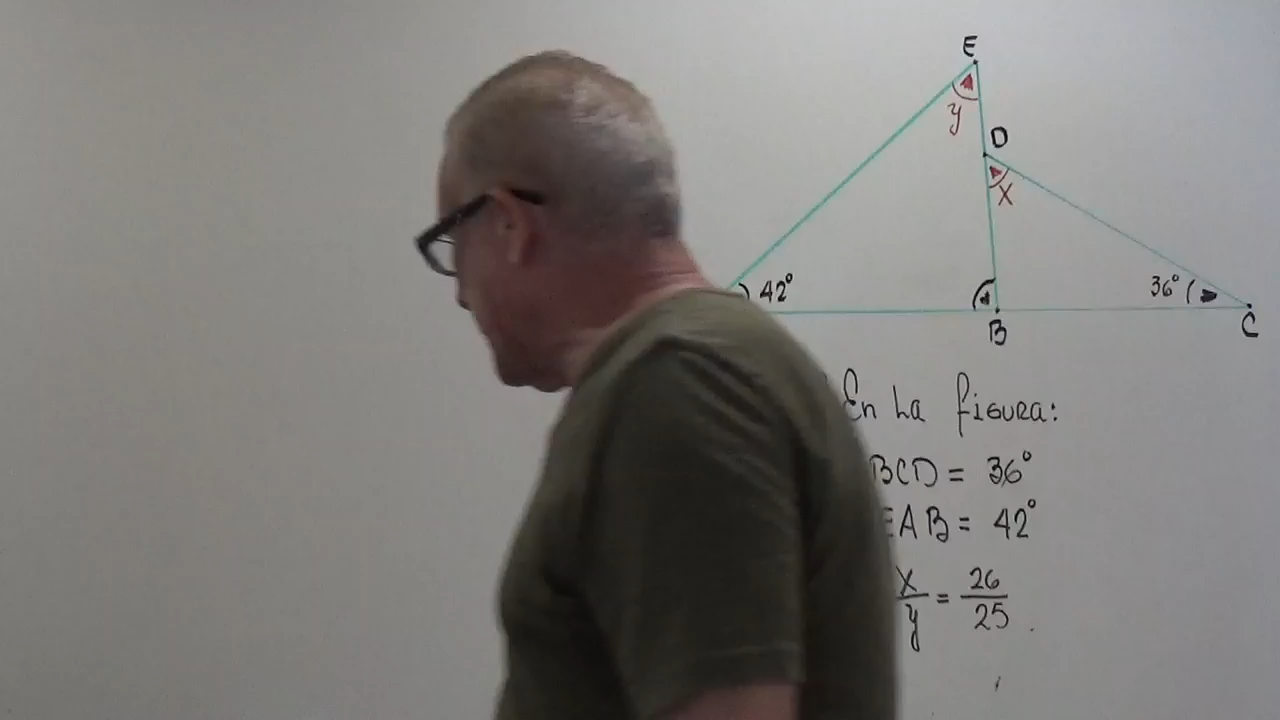 E
y
D
x
42°
36°
B
C
En la figura:
BCD = 36°
EAB = 42°
x/y = 26/25.